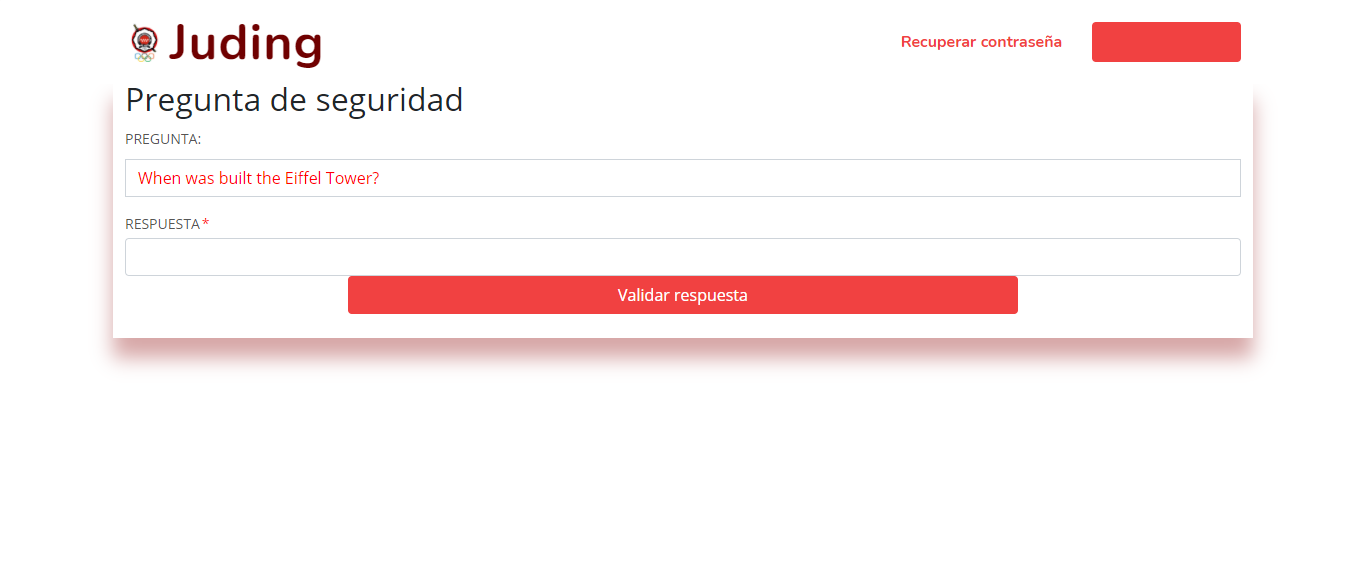 Juding
Recuperar contraseña
Pregunta de seguridad
PREGUNTA:
When was built the Eiffel Tower?
RESPUESTA*
Validar respuesta